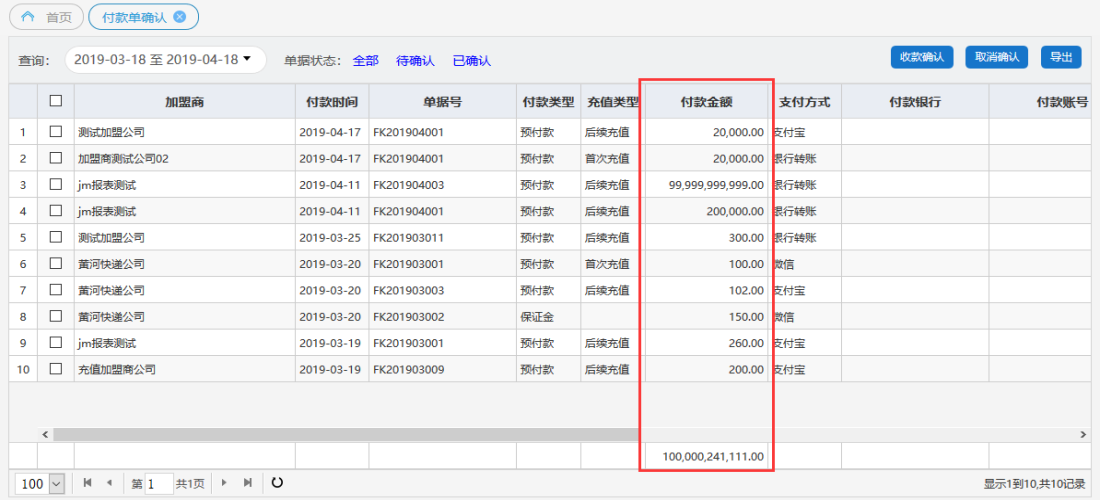 首页 付款单确认
查询: 2019-03-18 至 2019-04-18 单据状态: 全部 待确认 已确认 收款确认 取消确认 导出
加盟商 付款时间 单据号 付款类型 充值类型 付款金额 支付方式 付款银行 付款账号
1 测试加盟公司 2019-04-17 FK201904001 预付款 后续充值 20,000.00 支付宝
2 加盟商测试公司02 2019-04-17 FK201904001 预付款 首次充值 20,000.00 银行转账
3 jm报表测试 2019-04-11 FK201904003 预付款 后续充值 99,999,999,999.00 银行转账
4 jm报表测试 2019-04-11 FK201904001 预付款 后续充值 200,000.00 银行转账
5 测试加盟公司 2019-03-25 FK201903011 预付款 后续充值 300.00 银行转账
6 黄河快递公司 2019-03-20 FK201903001 预付款 首次充值 100.00 微信
7 黄河快递公司 2019-03-20 FK201903003 预付款 后续充值 102.00 支付宝
8 黄河快递公司 2019-03-20 FK201903002 保证金 150.00 微信
9 jm报表测试 2019-03-19 FK201903001 预付款 后续充值 260.00 支付宝
10 充值加盟商公司 2019-03-19 FK201903009 预付款 后续充值 200.00 支付宝
100,000,241,111.00
100 第 1 共1页 显示1到10,共10记录